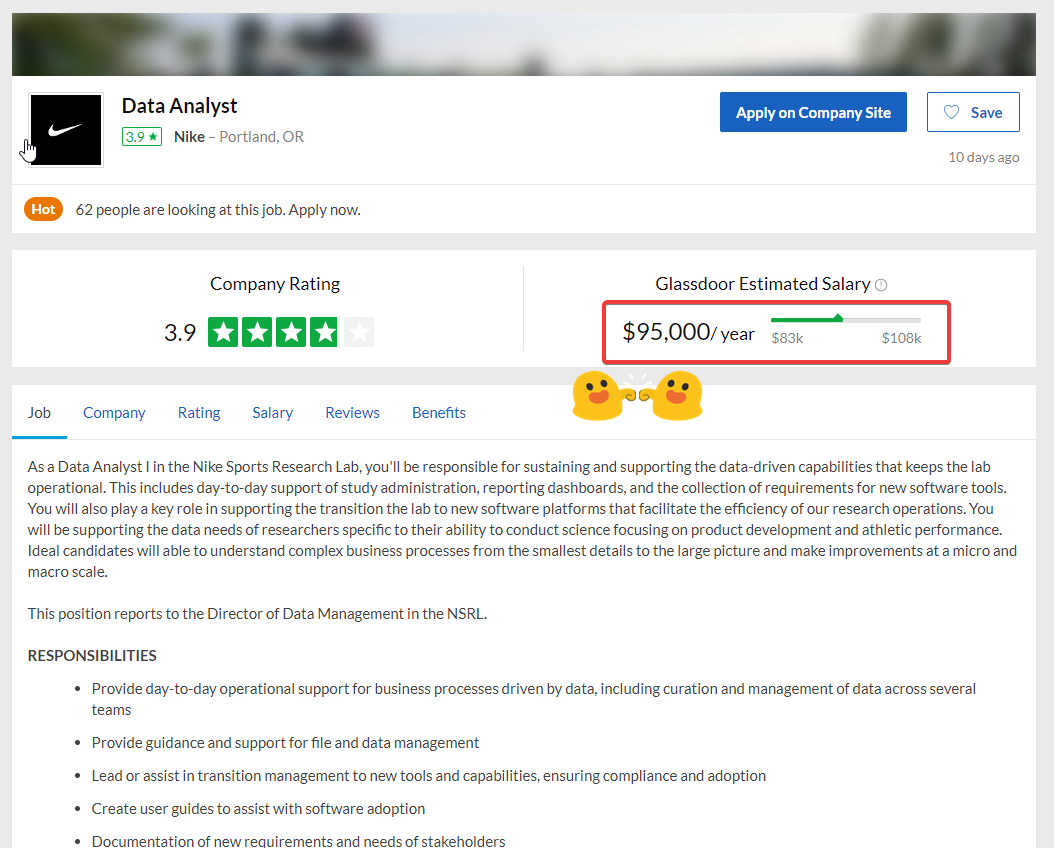 Data Analyst
3.9 ★ Nike – Portland, OR
Apply on Company Site
Save
10 days ago
Hot 62 people are looking at this job. Apply now.
Company Rating
3.9
Glassdoor Estimated Salary
$95,000/ year
$83k $108k
Job Company Rating Salary Reviews Benefits
As a Data Analyst I in the Nike Sports Research Lab, you'll be responsible for sustaining and supporting the data-driven capabilities that keeps the lab
operational. This includes day-to-day support of study administration, reporting dashboards, and the collection of requirements for new software tools.
You will also play a key role in supporting the transition the lab to new software platforms that facilitate the efficiency of our research operations. You
will be supporting the data needs of researchers specific to their ability to conduct science focusing on product development and athletic performance.
Ideal candidates will able to understand complex business processes from the smallest details to the large picture and make improvements at a micro and
macro scale.
This position reports to the Director of Data Management in the NSRL.
RESPONSIBILITIES
• Provide day-to-day operational support for business processes driven by data, including curation and management of data across several
teams
• Provide guidance and support for file and data management
• Lead or assist in transition management to new tools and capabilities, ensuring compliance and adoption
• Create user guides to assist with software adoption
• Documentation of new requirements and needs of stakeholders